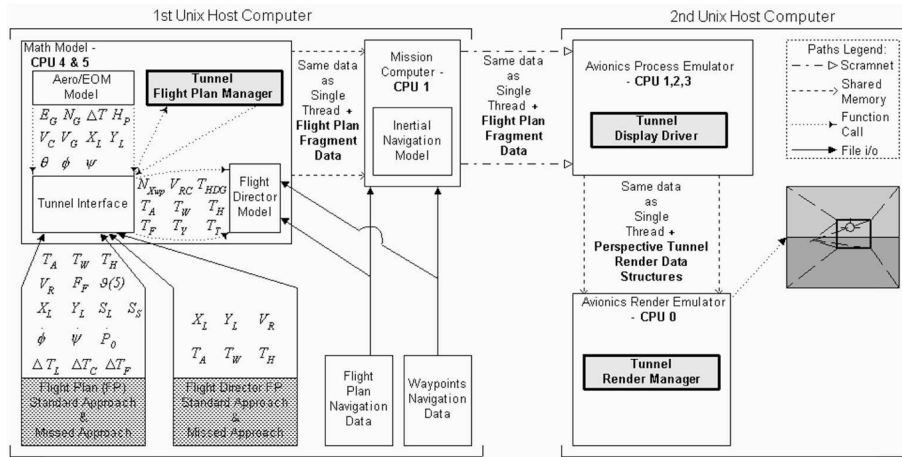 1st Unix Host Computer
2nd Unix Host Computer
Math Model -
CPU 4 & 5
Aero/EOM
Model
Tunnel
Flight Plan Manager
E_G N_G ΔT H_P
V_C V_G X_L Y_L
θ ϕ ψ
Tunnel Interface
N_Xwp V_RC T_HDG
T_A T_W T_H
T_F T_Y T_T
Flight
Director
Model
Same data
as
Single
Thread +
Flight Plan
Fragment
Data
Mission
Computer -
CPU 1
Inertial
Navigation
Model
Same data
as
Single
Thread +
Flight Plan
Fragment
Data
Avionics Process Emulator
- CPU 1,2,3
Tunnel
Display Driver
Paths Legend:
Scramnet
Shared
Memory
Function
Call
File i/o
Same data
as
Single
Thread +
Perspective Tunnel
Render Data
Structures
Avionics Render Emulator
- CPU 0
Tunnel
Render Manager
T_A T_W T_H
V_R F_F ϑ(5)
X_L Y_L S_L S_S
ϕ̇ ψ̇ Ṗ_0
ΔT_L ΔT_C ΔT_F
Flight Plan (FP)
Standard Approach
&
Missed Approach
X_L Y_L V_R
T_A T_W T_H
Flight Director FP
Standard Approach
&
Missed Approach
Flight
Plan
Navigation
Data
Waypoints
Navigation
Data